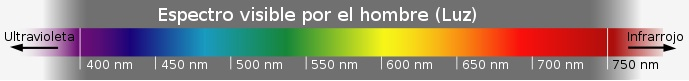 Espectro visible por el hombre (Luz)
Ultravioleta
Infrarrojo
400 nm 450 nm 500 nm 550 nm 600 nm 650 nm 700 nm 750 nm